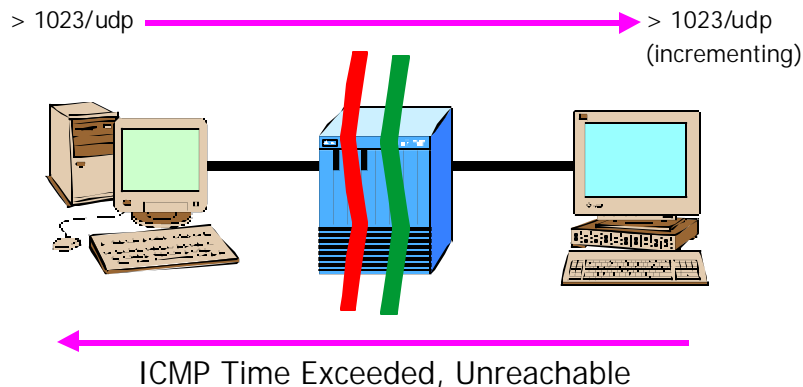 > 1023/udp
> 1023/udp
(incrementing)
ICMP Time Exceeded, Unreachable